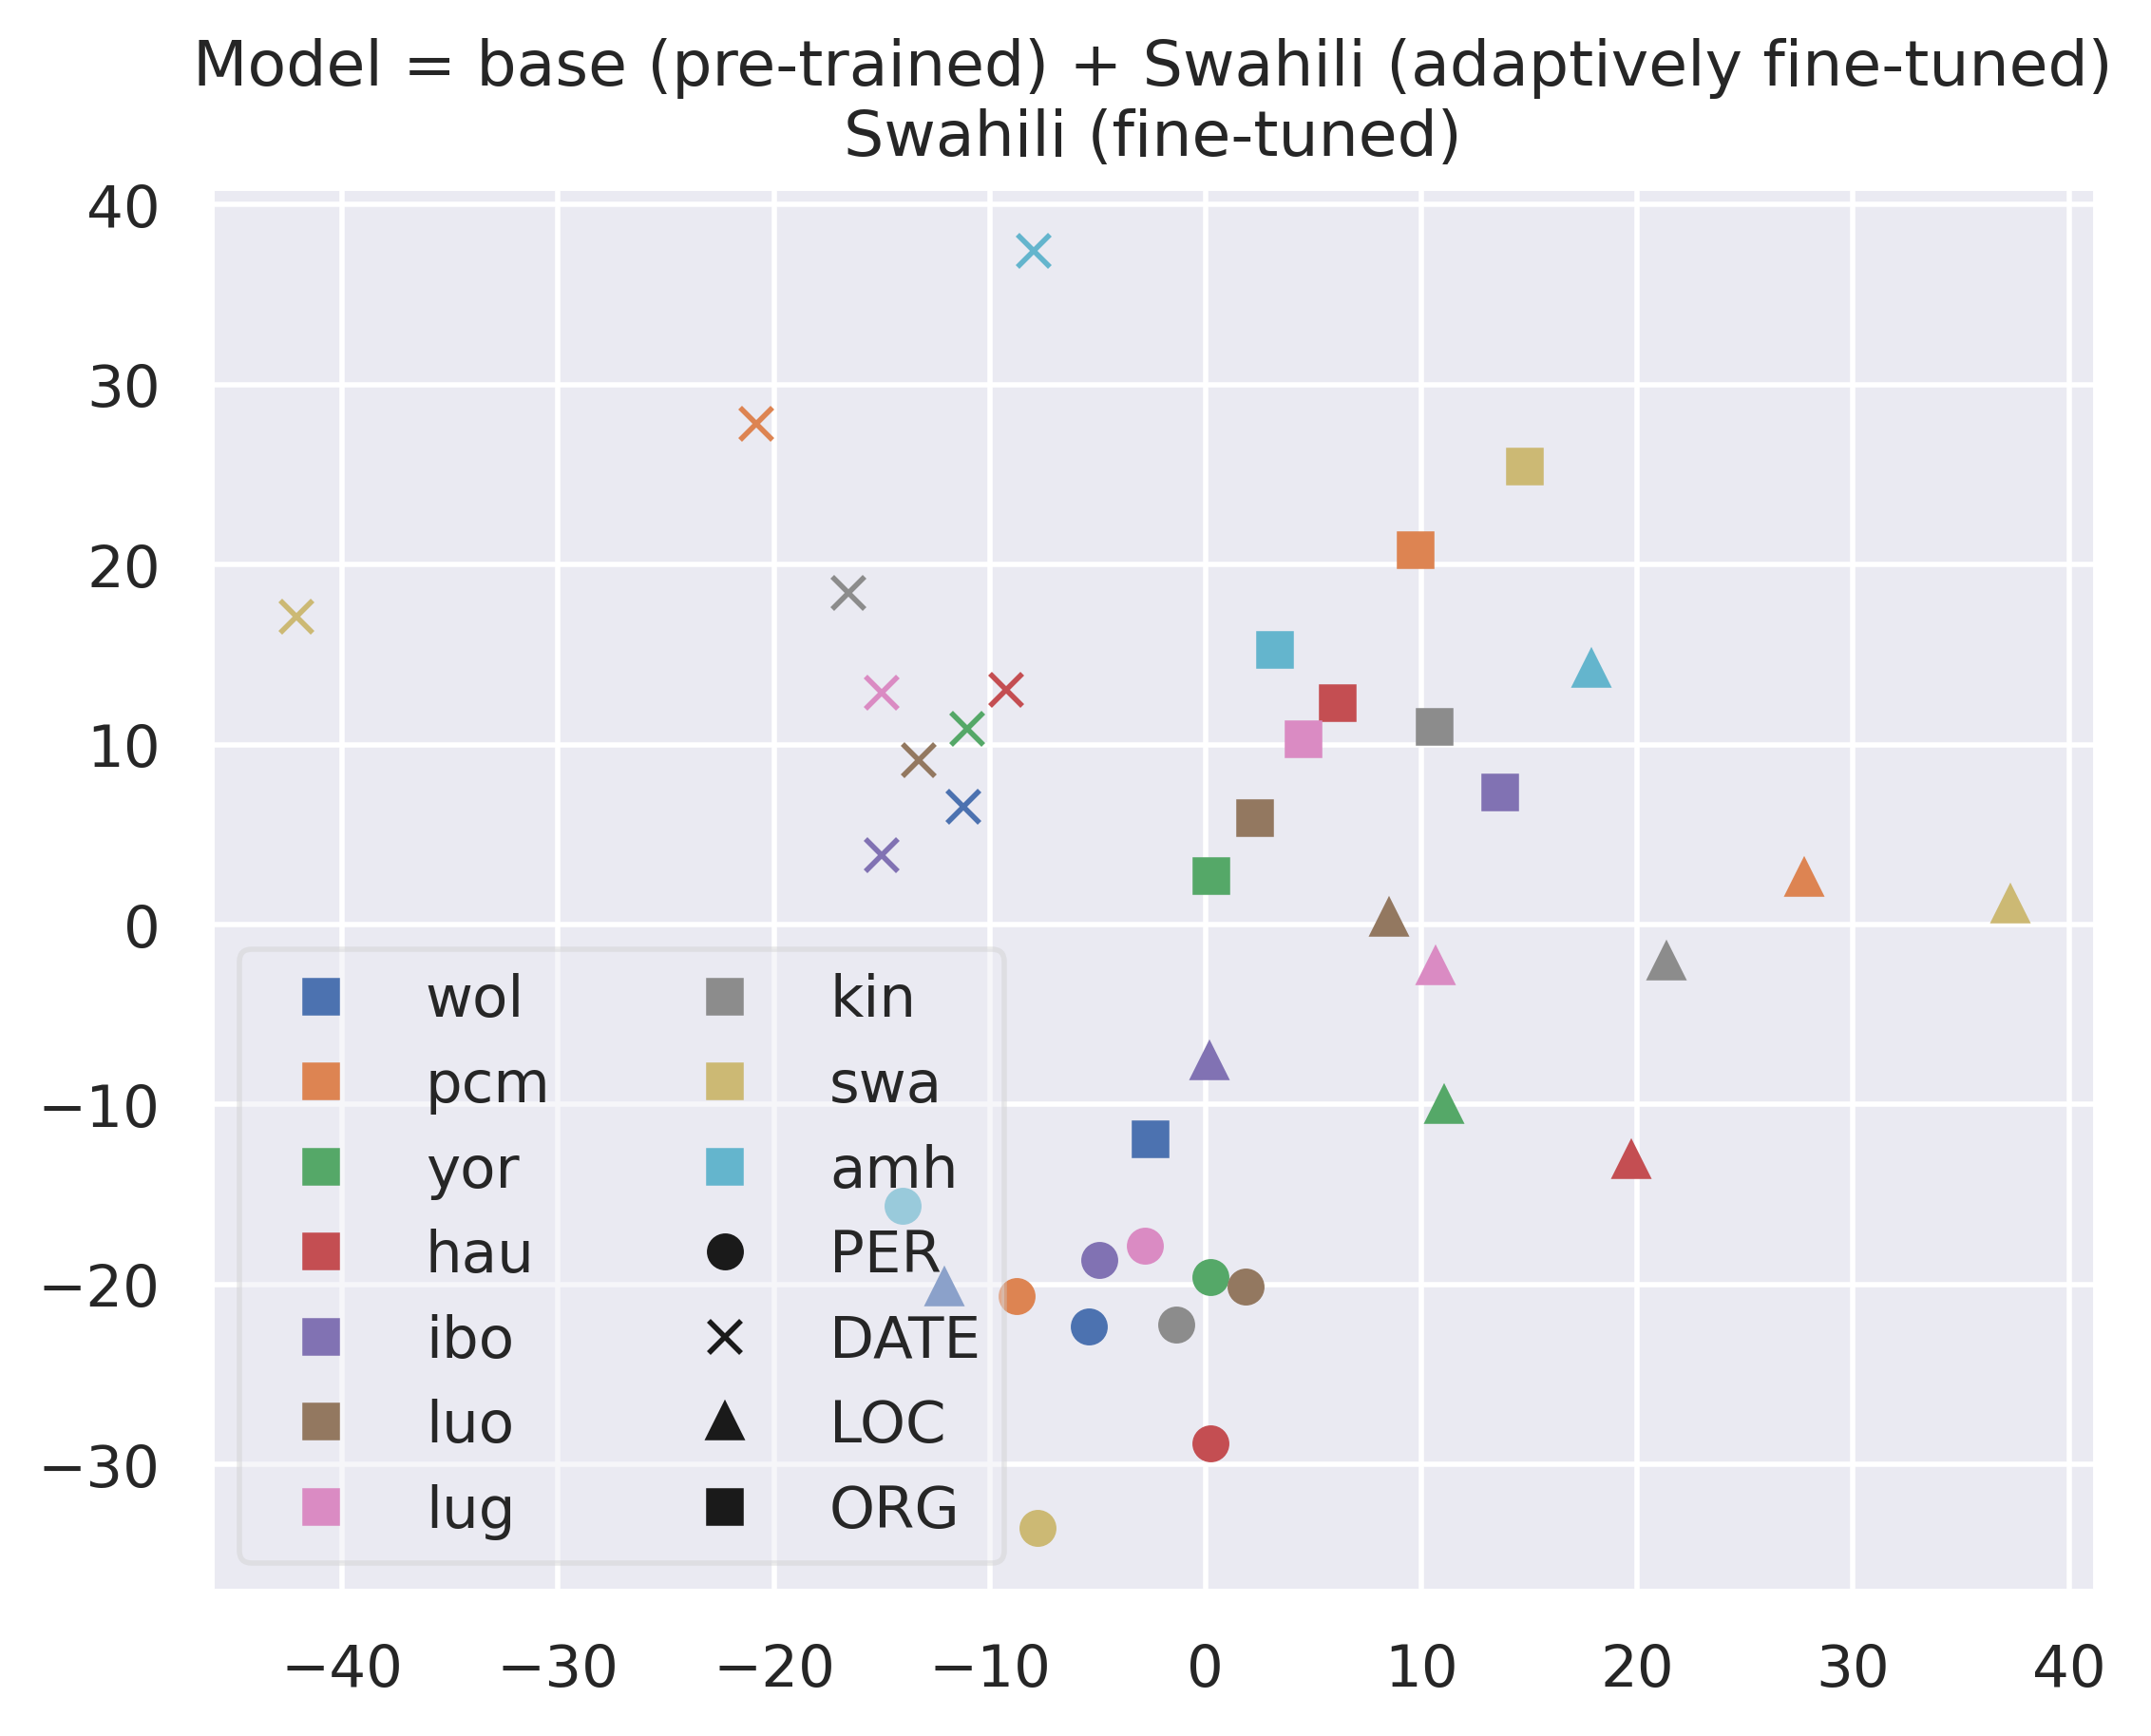 Model = base (pre-trained) + Swahili (adaptively fine-tuned)
Swahili (fine-tuned)
40
30
20
10
0
−10
−20
−30
wol
pcm
yor
hau
ibo
luo
lug
kin
swa
amh
PER
DATE
LOC
ORG
−40 −30 −20 −10 0 10 20 30 40